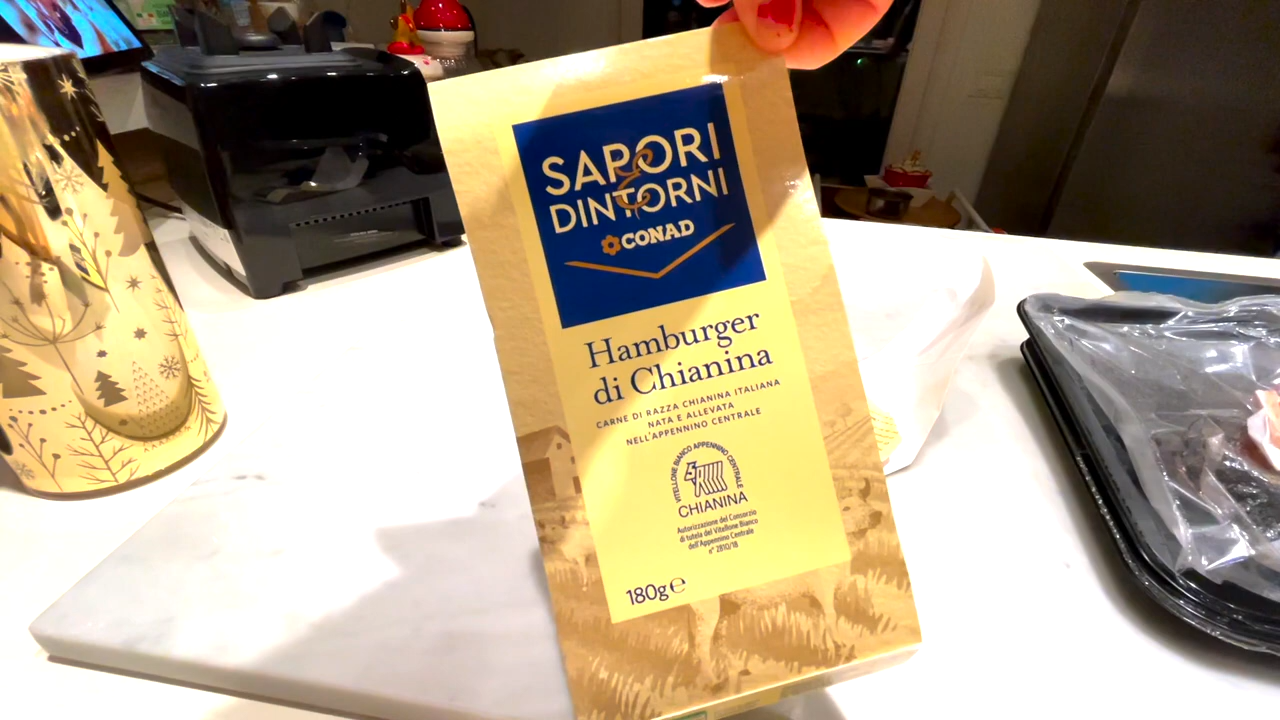 SAPORI
&
DINTORNI
CONAD
Hamburger
di Chianina
CARNE DI RAZZA CHIANINA ITALIANA
NATA E ALLEVATA
NELL'APPENNINO CENTRALE
VITELLONE BIANCO APPENNINO CENTRALE
CHIANINA
Autorizzazione del Consorzio
di tutela del Vitellone Bianco
dell'Appennino Centrale
n° 2810/18
180g ℮